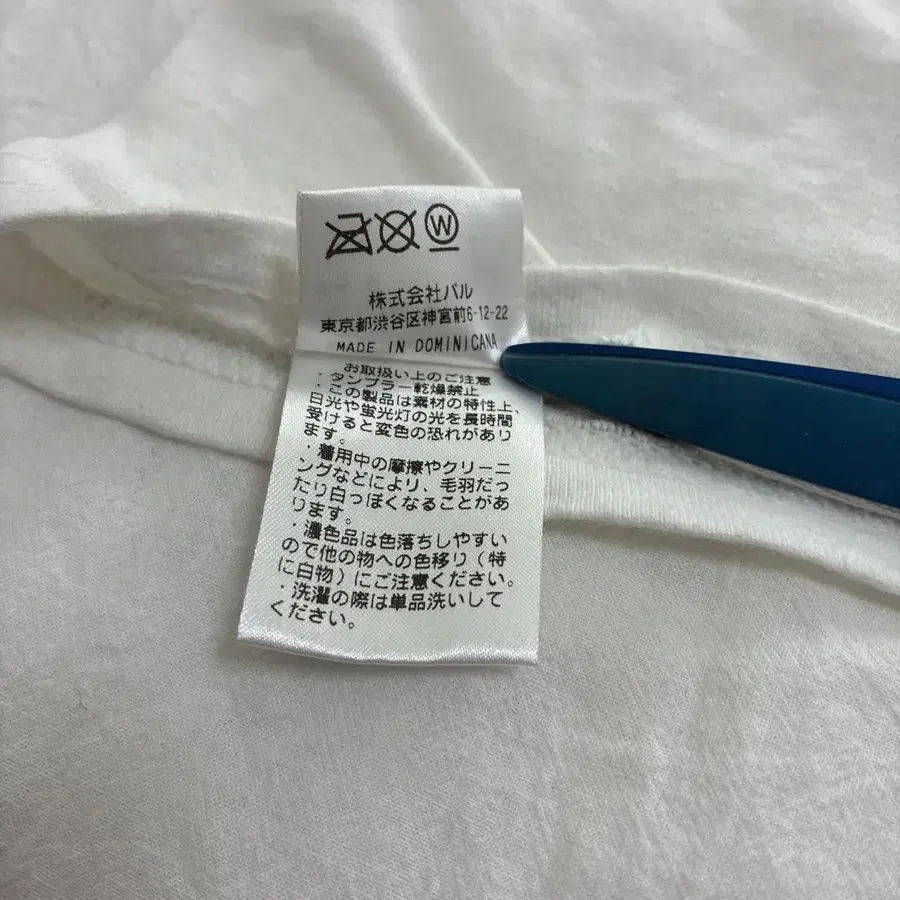 W
株式会社パル
東京都渋谷区神宮前6-12-22
MADE IN DOMINICANA
お取扱い上のご注意
・タンブラー乾燥禁止
・この製品は素材の特性上、
日光や蛍光灯の光を長時間
受けると変色の恐れがあり
ます。
・着用中の摩擦やクリーニ
ングなどにより、毛羽だっ
たり白っぽくなることがあ
ります。
・濃色品は色落ちしやすい
ので他の物への色移り（特
に白物）にご注意ください。
・洗濯の際は単品洗いして
ください。